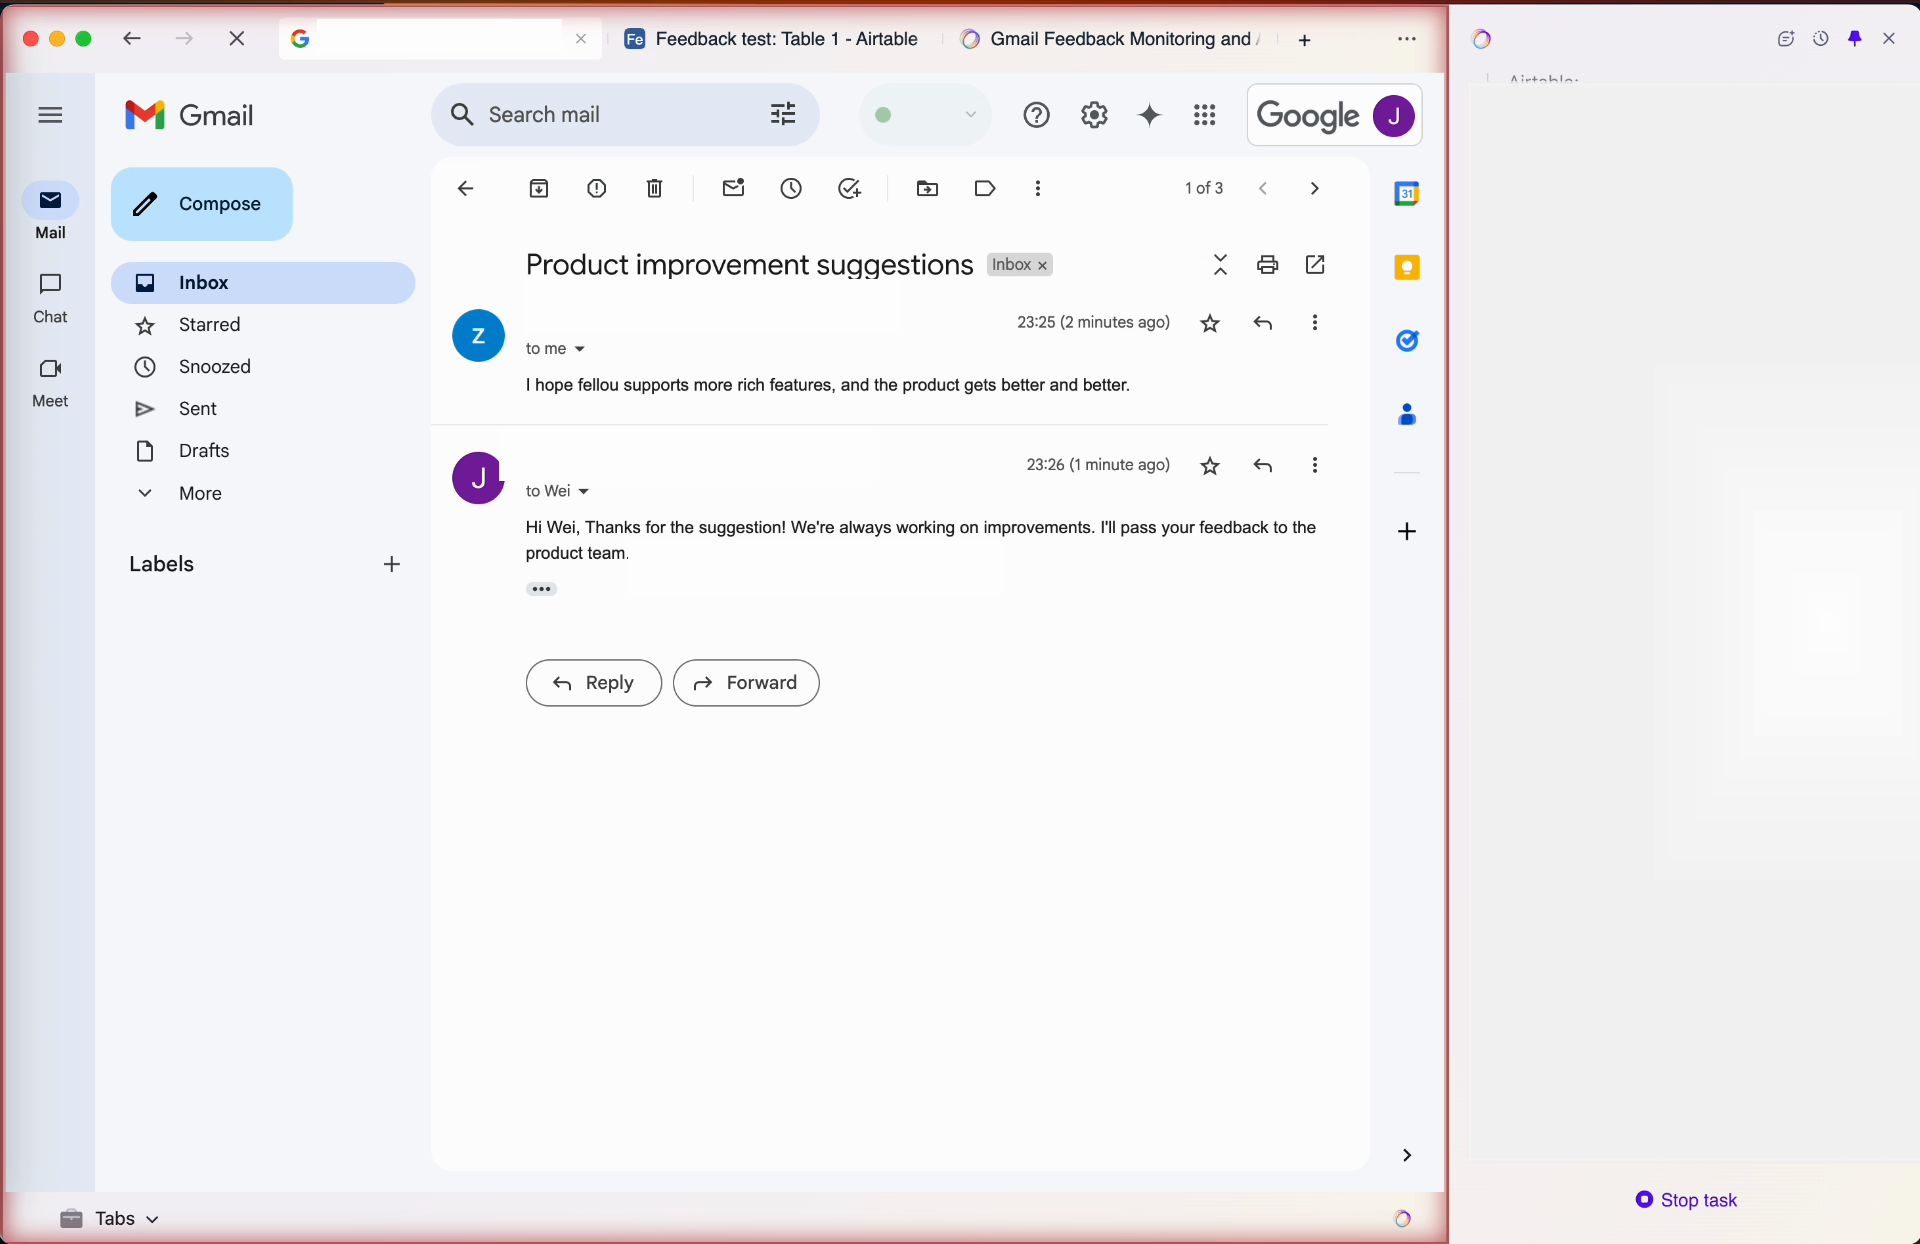 Feedback test: Table 1 - Airtable
Gmail Feedback Monitoring and
Gmail
Search mail
Google
J
Mail
Chat
Meet
Compose
Inbox
Starred
Snoozed
Sent
Drafts
More
Labels
1 of 3
31
Product improvement suggestions
Inbox ×
Z
23:25 (2 minutes ago)
to me
I hope fellou supports more rich features, and the product gets better and better.
J
23:26 (1 minute ago)
to Wei
Hi Wei, Thanks for the suggestion! We're always working on improvements. I'll pass your feedback to the
product team.
Reply
Forward
Tabs
Fe
Airtable:
Stop task